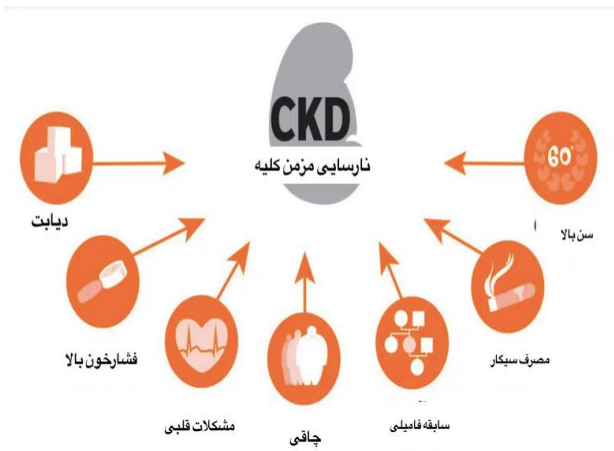 CKD
نارسایی مزمن کلیه
60
سن بالا
دیابت
مصرف سیگار
فشارخون بالا
سابقه فامیلی
مشکلات قلبی
چاقی